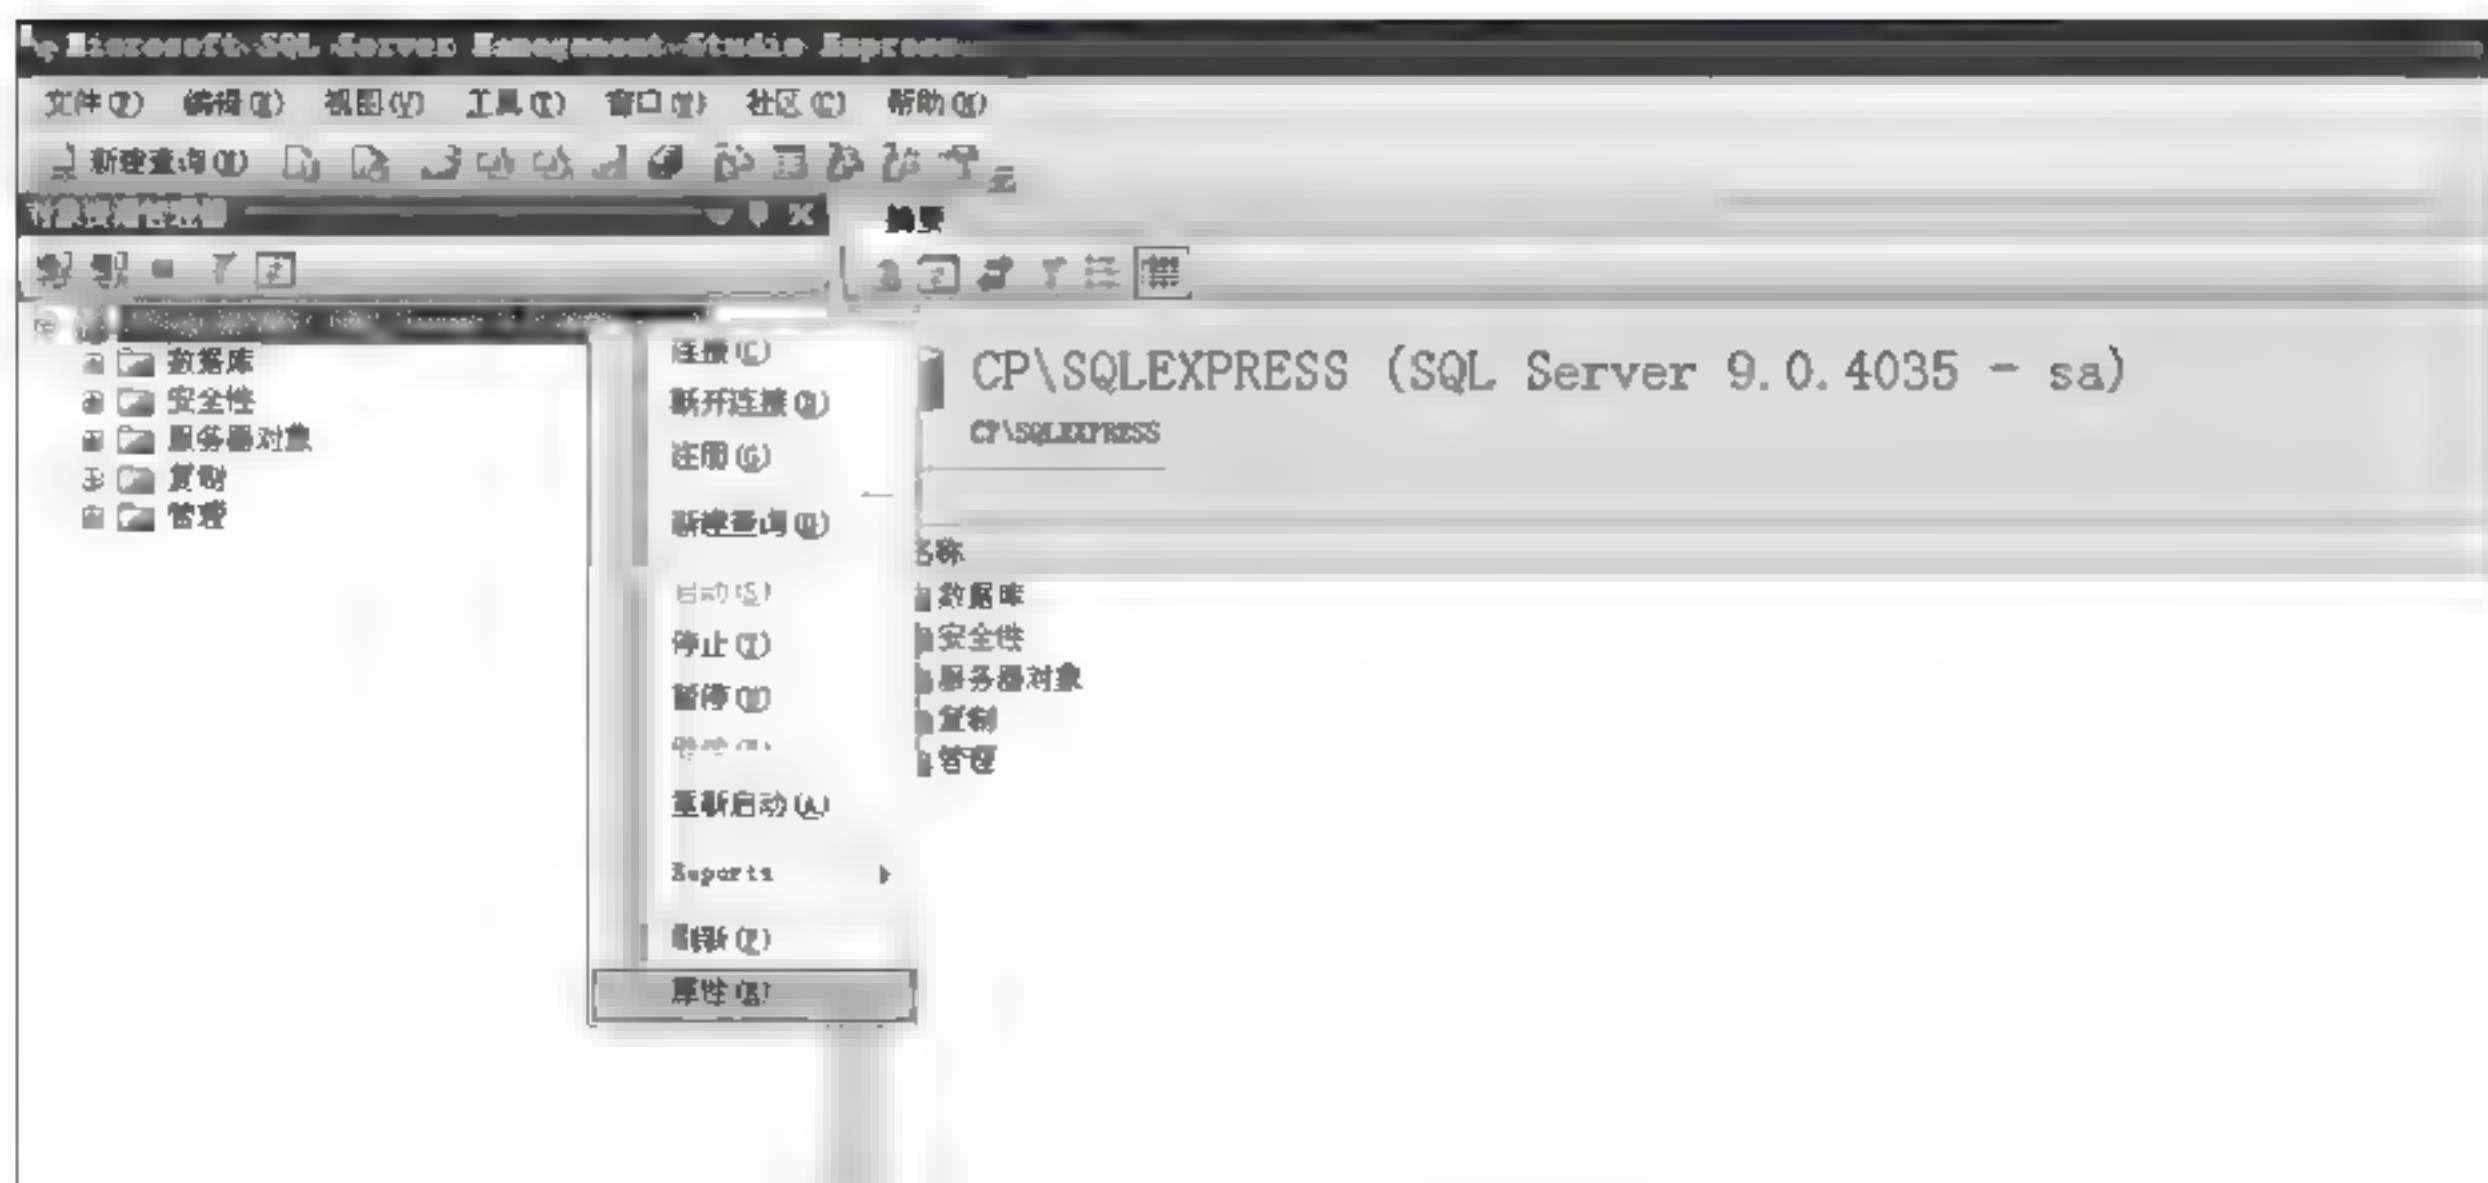 Microsoft SQL Server Management Studio Express
文件(F) 编辑(E) 视图(V) 工具(T) 窗口(W) 社区(C) 帮助(H)
新建查询(N)
摘要
数据库
安全性
服务器对象
复制
管理
连接(C)
断开连接(D)
注册(G)
新建查询(Q)
启动(S)
停止(T)
暂停(U)
重新启动(A)
Reports
刷新(F)
属性(R)
CP\SQLEXPRESS (SQL Server 9.0.4035 - sa)
CP\SQLEXPRESS
名称
数据库
安全性
服务器对象
复制
管理